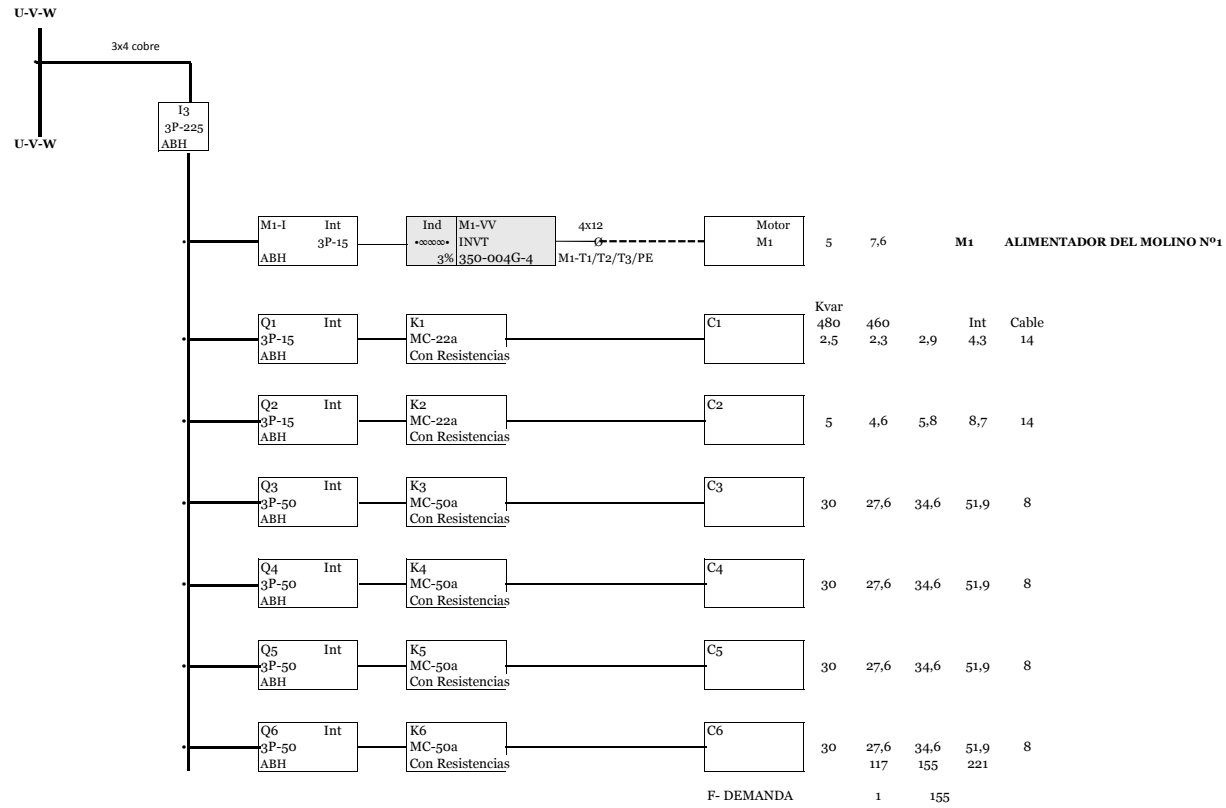 U-V-W
3x4 cobre
I3
3P-225
ABH
U-V-W
M1-I Int
3P-15
ABH
Ind M1-VV
•∞∞∞• INVT
3% 350-004G-4
4x12
Ø
M1-T1/T2/T3/PE
Motor
M1
5 7,6 M1 ALIMENTADOR DEL MOLINO Nº1
Kvar
480 460 Int Cable
Q1 Int
3P-15
ABH
K1
MC-22a
Con Resistencias
C1
2,5 2,3 2,9 4,3 14
Q2 Int
3P-15
ABH
K2
MC-22a
Con Resistencias
C2
5 4,6 5,8 8,7 14
Q3 Int
3P-50
ABH
K3
MC-50a
Con Resistencias
C3
30 27,6 34,6 51,9 8
Q4 Int
3P-50
ABH
K4
MC-50a
Con Resistencias
C4
30 27,6 34,6 51,9 8
Q5 Int
3P-50
ABH
K5
MC-50a
Con Resistencias
C5
30 27,6 34,6 51,9 8
Q6 Int
3P-50
ABH
K6
MC-50a
Con Resistencias
C6
30 27,6 34,6 51,9 8
117 155 221
F- DEMANDA 1 155